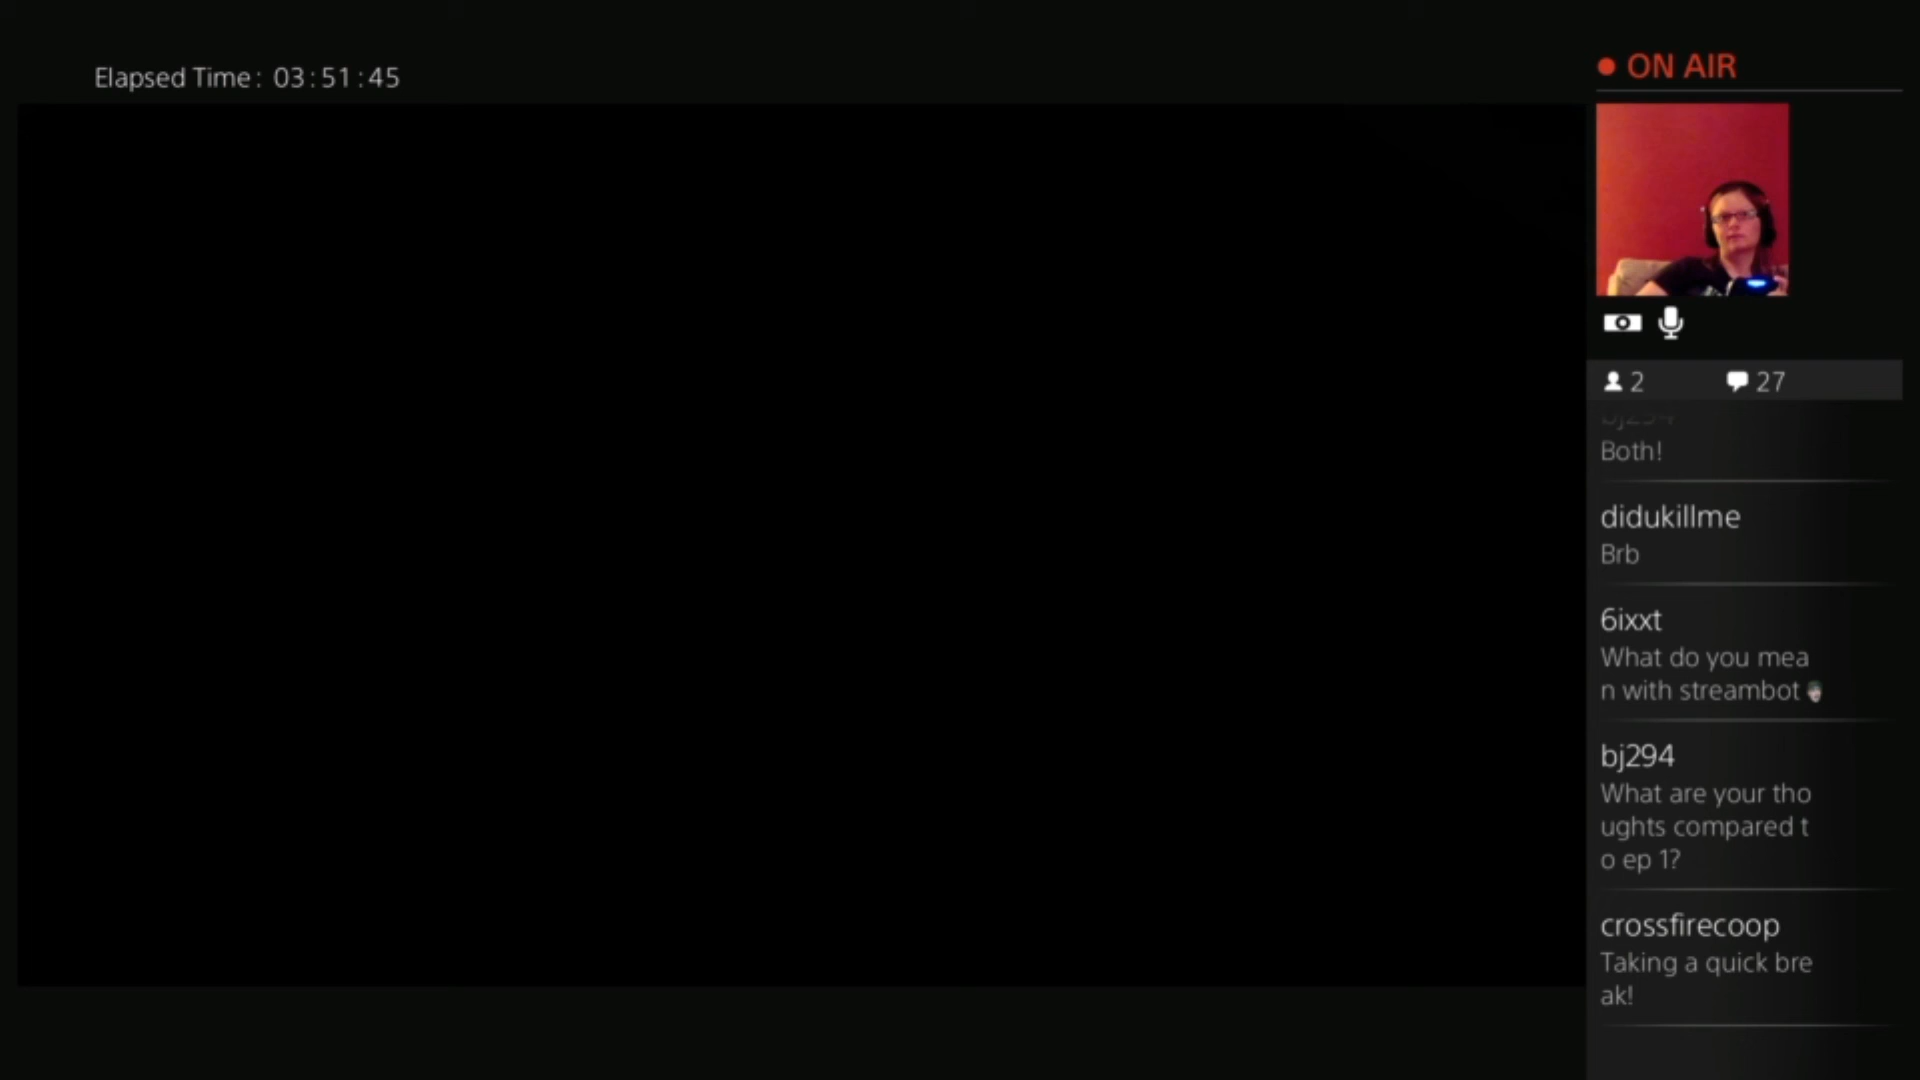 Elapsed Time: 03:51:45
ON AIR
2 27
Both!
didukillme
Brb
6ixxt
What do you mea
n with streambot
bj294
What are your tho
ughts compared t
o ep 1?
crossfirecoop
Taking a quick bre
ak!